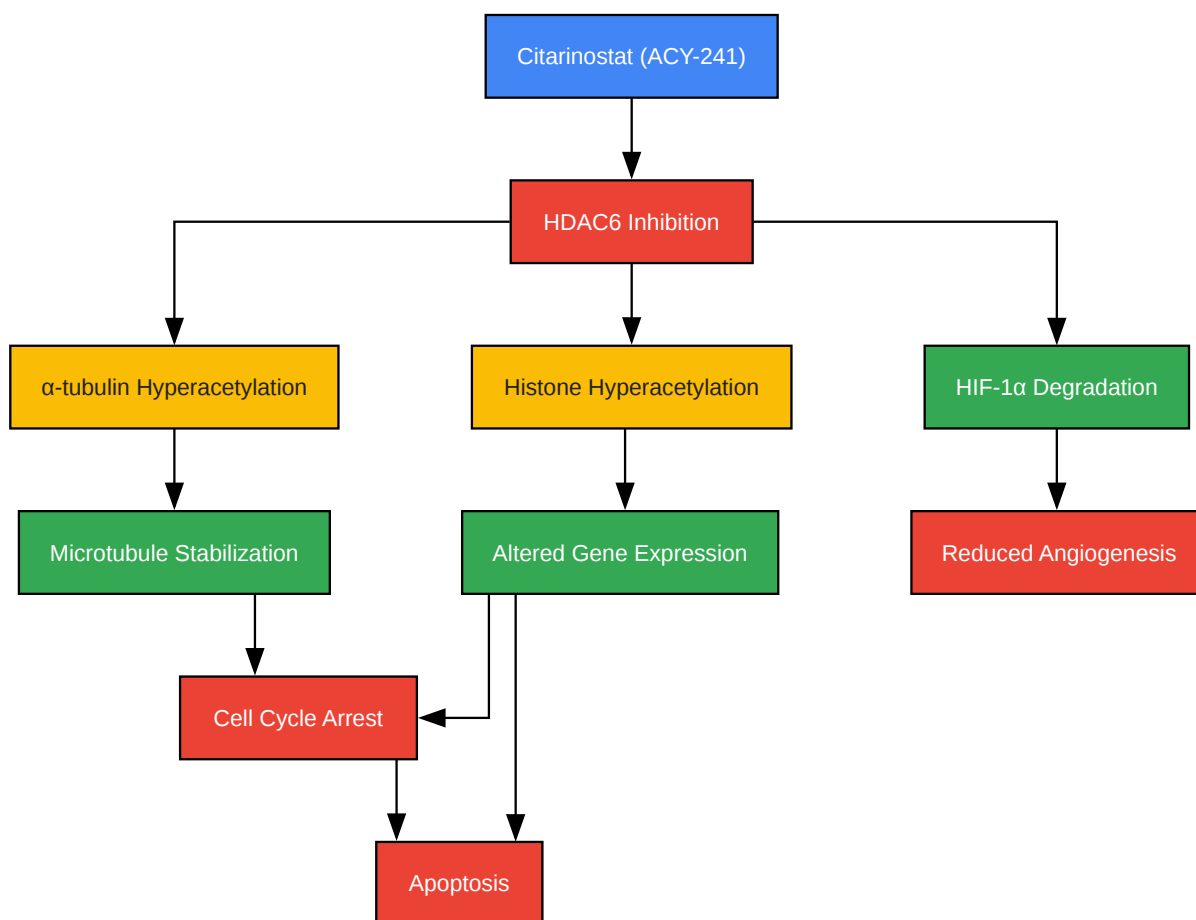 Citarinostat (ACY-241)
HDAC6 Inhibition
α-tubulin Hyperacetylation
Histone Hyperacetylation
HIF-1α Degradation
Microtubule Stabilization
Altered Gene Expression
Reduced Angiogenesis
Cell Cycle Arrest
Apoptosis